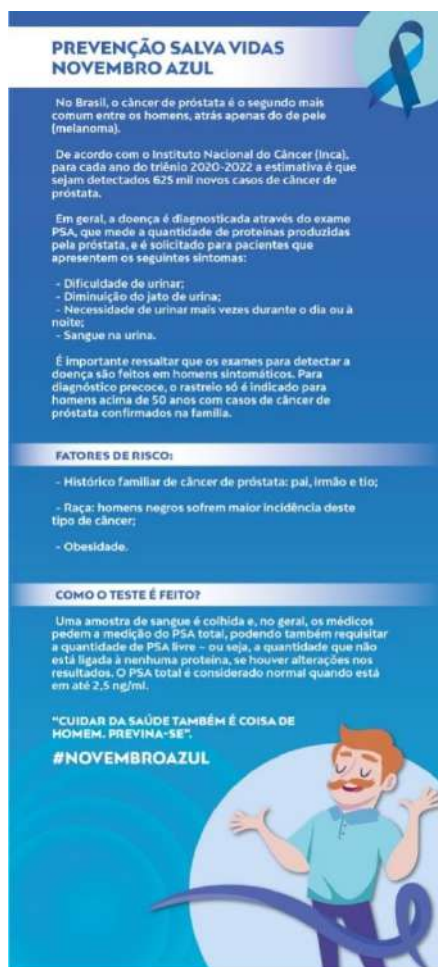 PREVENÇÃO SALVA VIDAS
NOVEMBRO AZUL
No Brasil, o câncer de próstata é o segundo mais
comum entre os homens, atrás apenas do de pele
(melanoma).
De acordo com o Instituto Nacional do Câncer (Inca),
para cada ano do triênio 2020-2022 a estimativa é que
sejam detectados 625 mil novos casos de câncer de
próstata.
Em geral, a doença é diagnosticada através do exame
PSA, que mede a quantidade de proteínas produzidas
pela próstata, e é solicitado para pacientes que
apresentem os seguintes sintomas:
- Dificuldade de urinar;
- Diminuição do jato de urina;
- Necessidade de urinar mais vezes durante o dia ou à
noite;
- Sangue na urina.
É importante ressaltar que os exames para detectar a
doença são feitos em homens sintomáticos. Para
diagnóstico precoce, o rastreio só é indicado para
homens acima de 50 anos com casos de câncer de
próstata confirmados na família.
FATORES DE RISCO:
- Histórico familiar de câncer de próstata: pai, irmão e tio;
- Raça: homens negros sofrem maior incidência deste
tipo de câncer;
- Obesidade.
COMO O TESTE É FEITO?
Uma amostra de sangue é colhida e, no geral, os médicos
pedem a medição do PSA total, podendo também requisitar
a quantidade de PSA livre – ou seja, a quantidade que não
está ligada à nenhuma proteína, se houver alterações nos
resultados. O PSA total é considerado normal quando está
em até 2,5 ng/ml.
"CUIDAR DA SAÚDE TAMBÉM É COISA DE
HOMEM. PREVINA-SE".
#NOVEMBROAZUL